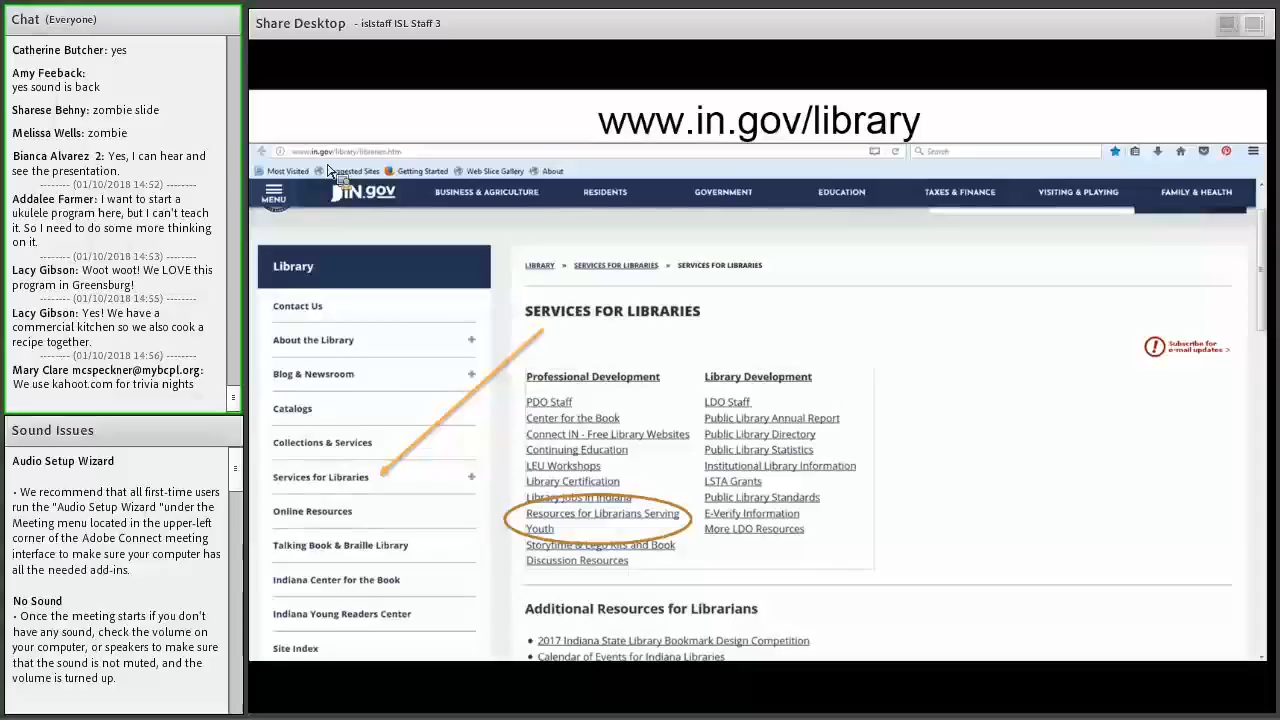 Chat (Everyone)
Catherine Butcher: yes
Amy Feeback:
yes sound is back
Sharese Behny: zombie slide
Melissa Wells: zombie
Bianca Alvarez 2: Yes, I can hear and
see the presentation.
-------- (01/10/2018 14:52) --------
Addalee Farner: I want to start a
ukulele program here, but I can't teach
it. So I need to do some more thinking
on it.
-------- (01/10/2018 14:53) --------
Lacy Gibson: Woot woot! We LOVE this
program in Greensburg!
-------- (01/10/2018 14:55) --------
Lacy Gibson: Yes! We have a
commercial kitchen so we also cook a
recipe together.
-------- (01/10/2018 14:56) --------
Mary Clare mcspeckner@mybcpl.org:
We use kahoot.com for trivia nights
Sound Issues
Audio Setup Wizard
• We recommend that all first-time users
run the "Audio Setup Wizard "under the
Meeting menu located in the upper-left
corner of the Adobe Connect meeting
interface to make sure your computer has
all the needed add-ins.
No Sound
• Once the meeting starts if you don't
have any sound, check the volume on
your computer, or speakers to make sure
that the sound is not muted, and the
volume is turned up.
Share Desktop - islstaff ISL Staff 3
www.in.gov/library
Search
Most Visited Sites Getting Started Web Slice Gallery About
MENU IN.gov BUSINESS & AGRICULTURE RESIDENTS GOVERNMENT EDUCATION TAXES & FINANCE VISITING & PLAYING FAMILY & HEALTH
Library
Contact Us
About the Library +
Blog & Newsroom +
Catalogs
Collections & Services
Services for Libraries +
Online Resources
Talking Book & Braille Library
Indiana Center for the Book
Indiana Young Readers Center
Site Index
LIBRARY » SERVICES FOR LIBRARIES » SERVICES FOR LIBRARIES
SERVICES FOR LIBRARIES
Subscribe for
e-mail updates >
Professional Development
PDO Staff
Center for the Book
Connect IN - Free Library Websites
Continuing Education
LEU Workshops
Library Certification
Library Jobs in Indiana
Resources for Librarians Serving
Youth
Storytime & Lego Kits and Book
Discussion Resources
Library Development
LDO Staff
Public Library Annual Report
Public Library Directory
Public Library Statistics
Institutional Library Information
LSTA Grants
Public Library Standards
E-Verify Information
More LDO Resources
Additional Resources for Librarians
• 2017 Indiana State Library Bookmark Design Competition
• Calendar of Events for Indiana Libraries